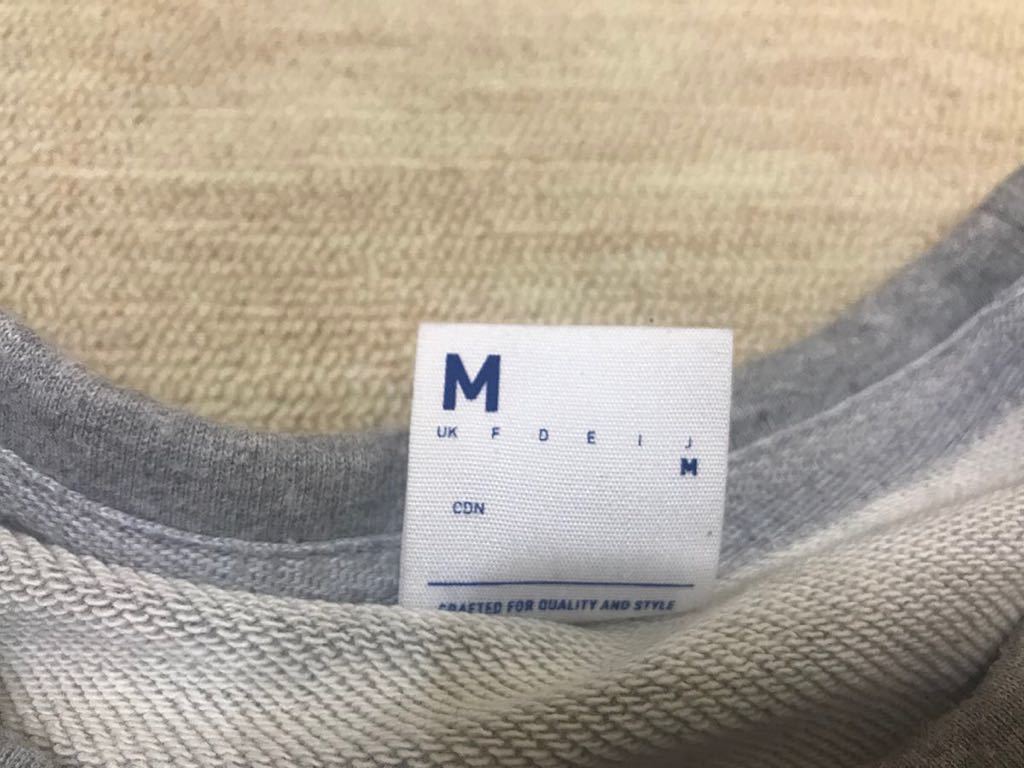 M
UK F D E I J
M
CDN
CRAFTED FOR QUALITY AND STYLE